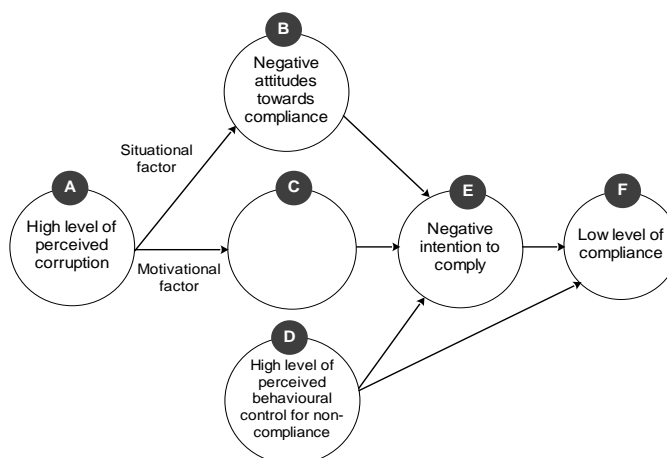 B
Negative
attitudes
towards
compliance
Situational
factor
A
High level of
perceived
corruption
Motivational
factor
C
E
Negative
intention to
comply
F
Low level of
compliance
D
High level of
perceived
behavioural
control for non-
compliance